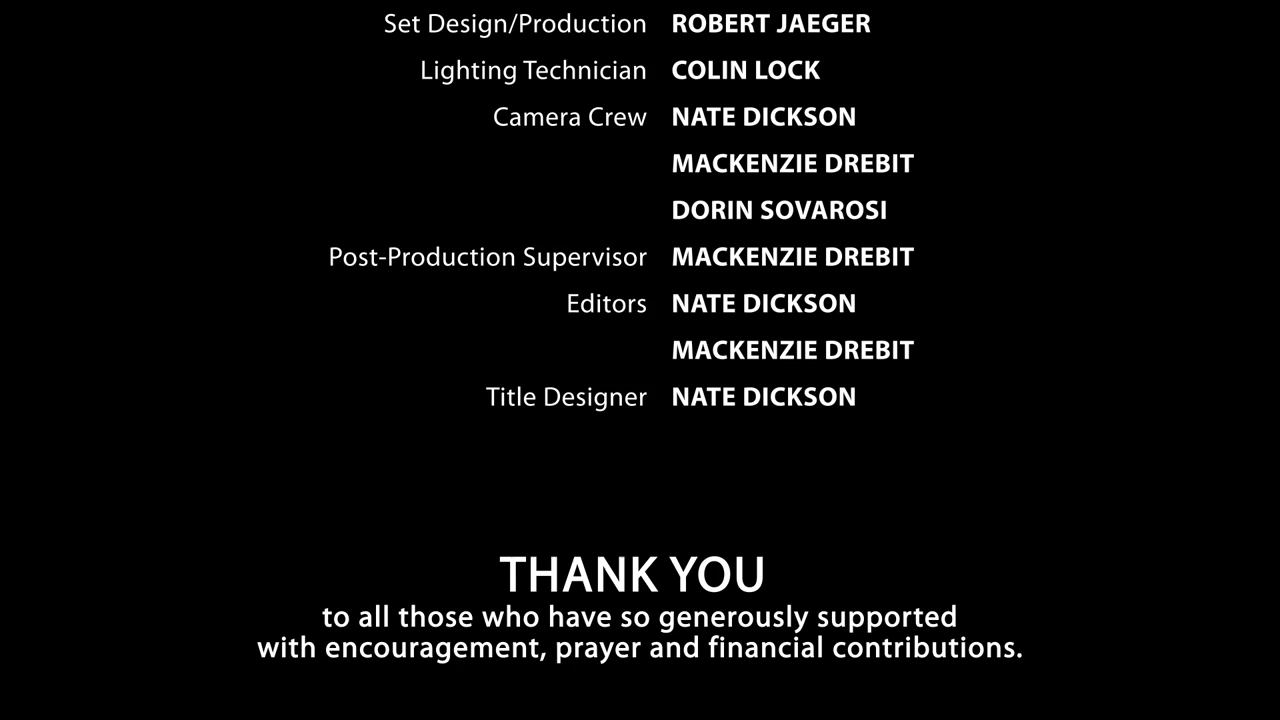 Set Design/Production ROBERT JAEGER
Lighting Technician COLIN LOCK
Camera Crew NATE DICKSON
MACKENZIE DREBIT
DORIN SOVAROSI
Post-Production Supervisor MACKENZIE DREBIT
Editors NATE DICKSON
MACKENZIE DREBIT
Title Designer NATE DICKSON
THANK YOU
to all those who have so generously supported
with encouragement, prayer and financial contributions.